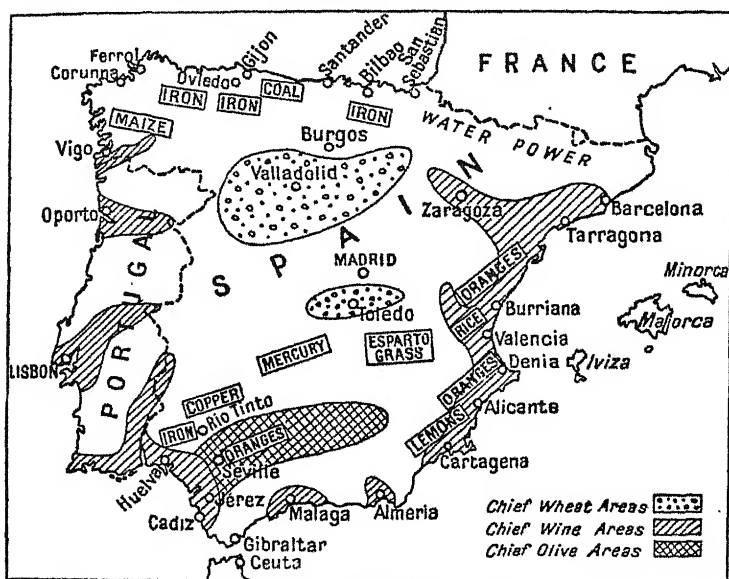 Ferrol
Corunna
Oviedo
Gijon
Santander
Bilbao
San
Sebastian
FRANCE
IRON
IRON
COAL
IRON
WATER POWER
MAIZE
Vigo
Burgos
Valladolid
Zaragoza
Barcelona
Tarragona
Oporto
SPAIN
MADRID
Toledo
ORANGES
Burriana
RICE
Valencia
Minorca
Majorca
Iviza
PORTUGAL
LISBON
MERCURY
ESPARTO
GRASS
ORANGES
Denia
Alicante
LEMONS
Cartagena
COPPER
Rio Tinto
IRON
ORANGES
Seville
Huelva
Jerez
Cadiz
Malaga
Almeria
Gibraltar
Ceuta
Chief Wheat Areas
Chief Wine Areas
Chief Olive Areas